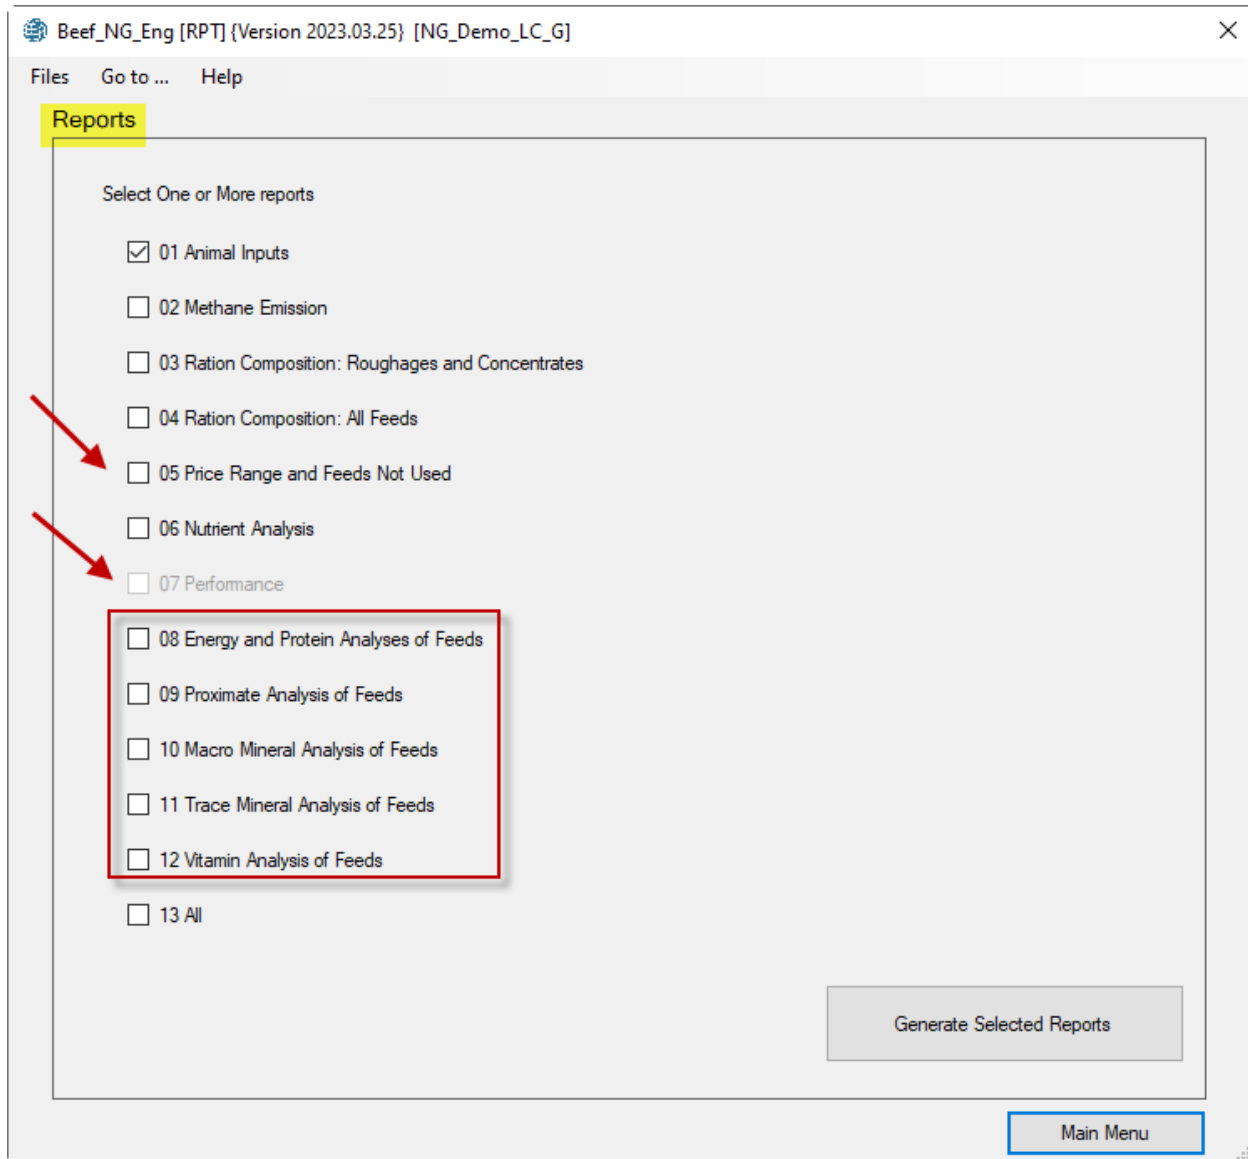 Beef_NG_Eng [RPT] {Version 2023.03.25} [NG_Demo_LC_G]
Files Go to ... Help
Reports
Select One or More reports
01 Animal Inputs
02 Methane Emission
03 Ration Composition: Roughages and Concentrates
04 Ration Composition: All Feeds
05 Price Range and Feeds Not Used
06 Nutrient Analysis
07 Performance
08 Energy and Protein Analyses of Feeds
09 Proximate Analysis of Feeds
10 Macro Mineral Analysis of Feeds
11 Trace Mineral Analysis of Feeds
12 Vitamin Analysis of Feeds
13 All
Generate Selected Reports
Main Menu